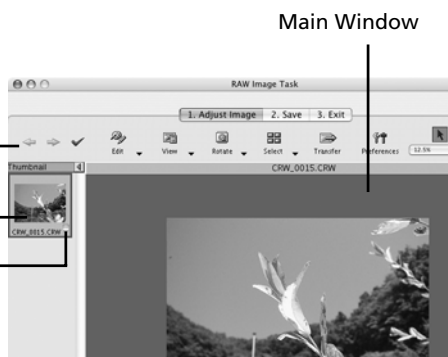 Main Window
RAW Image Task
1. Adjust Image 2. Save 3. Exit
Edit View Rotate Select Transfer Preferences 12.5%
Thumbnail CRW_0015.CRW
CRW_0015.CRW